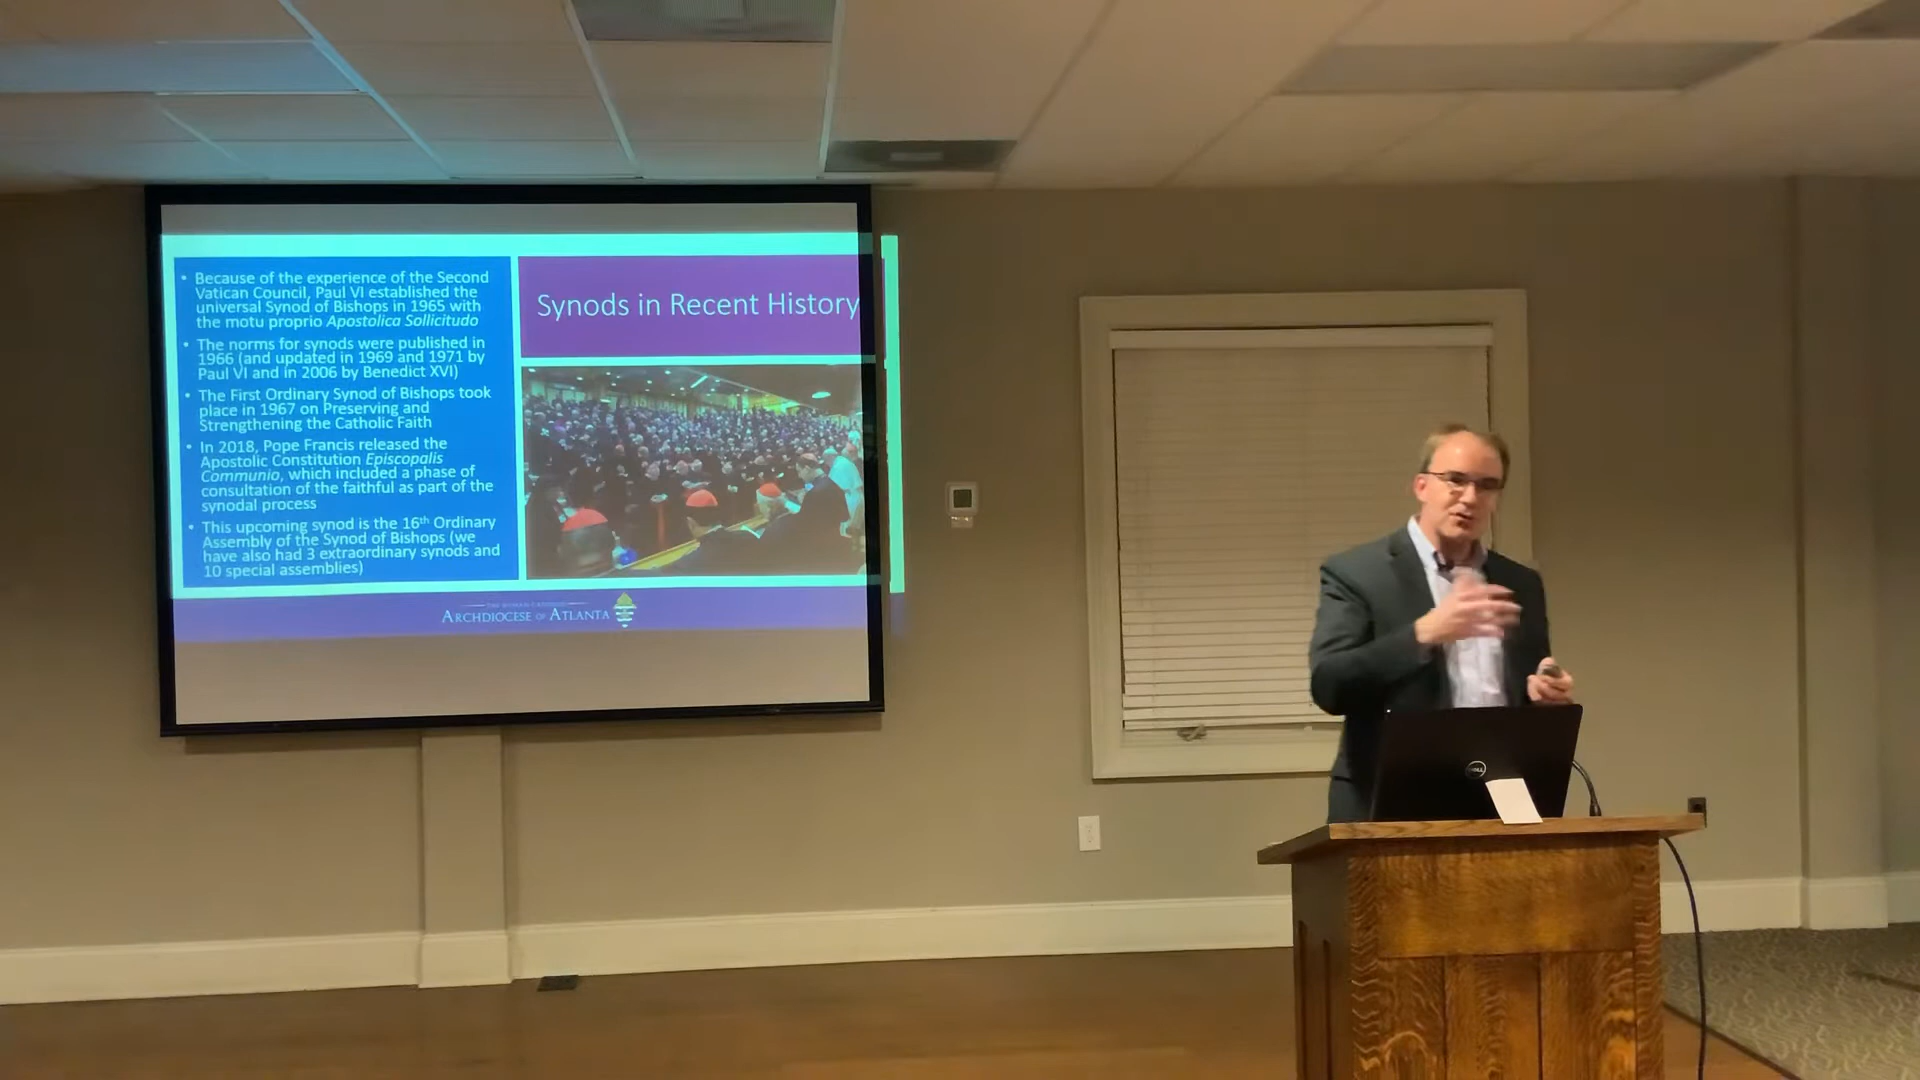 • Because of the experience of the Second
Vatican Council, Paul VI established the
universal Synod of Bishops in 1965 with
the motu proprio Apostolica Sollicitudo
• The norms for synods were published in
1966 (and updated in 1969 and 1971 by
Paul VI and in 2006 by Benedict XVI)
• The First Ordinary Synod of Bishops took
place in 1967 on Preserving and
Strengthening the Catholic Faith
• In 2018, Pope Francis released the
Apostolic Constitution Episcopalis
Communio, which included a phase of
consultation of the faithful as part of the
synodal process
• This upcoming synod is the 16th Ordinary
Assembly of the Synod of Bishops (we
have also had 3 extraordinary synods and
10 special assemblies)
Synods in Recent History
THE ROMAN CATHOLIC
ARCHDIOCESE OF ATLANTA
DELL